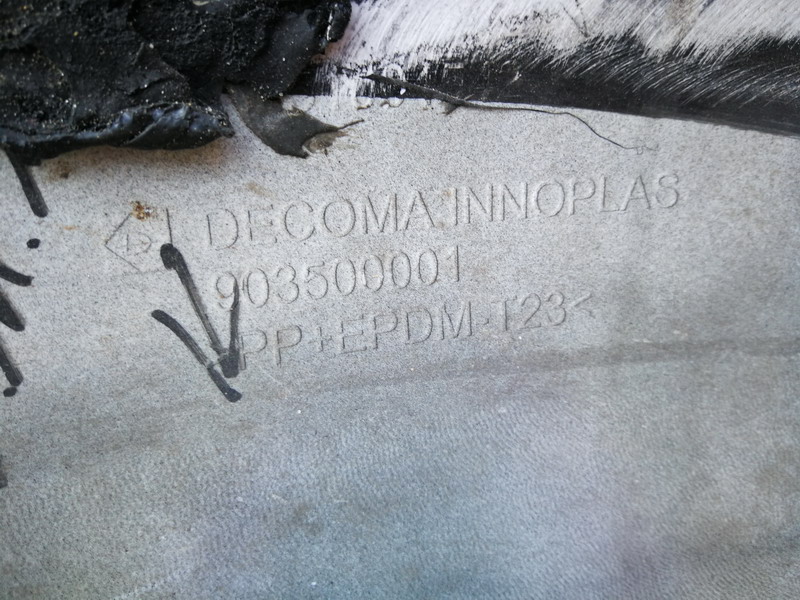 DECOMA INNOPLAS
903500001
PP+EPDM-T23<